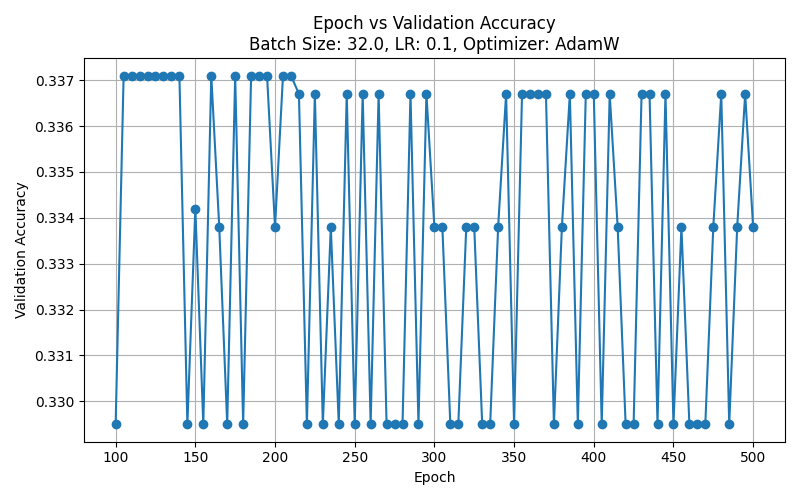 Epoch vs Validation Accuracy
Batch Size: 32.0, LR: 0.1, Optimizer: AdamW
Validation Accuracy
0.337
0.336
0.335
0.334
0.333
0.332
0.331
0.330
100 150 200 250 300 350 400 450 500
Epoch